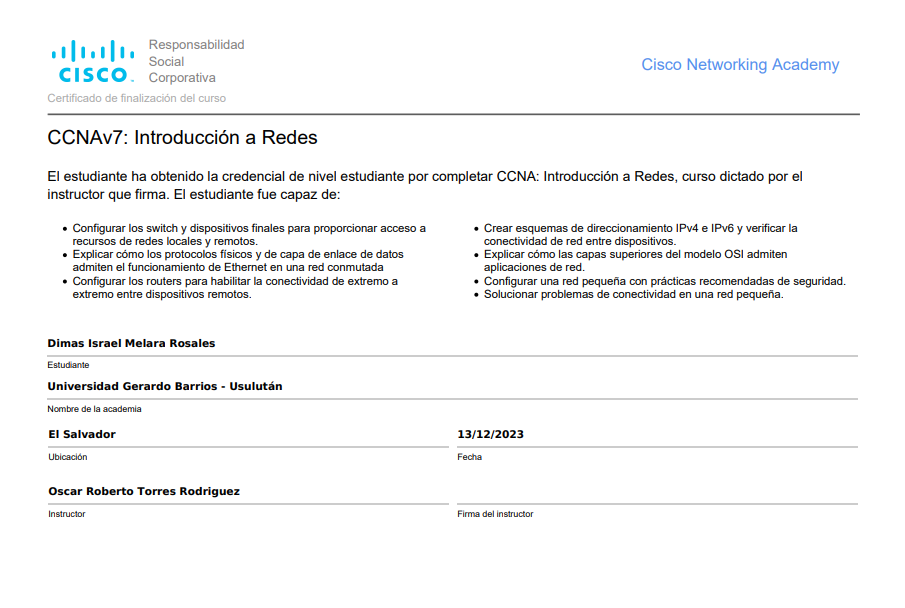 CISCO
Responsabilidad
Social
Corporativa
Cisco Networking Academy
Certificado de finalización del curso
CCNAv7: Introducción a Redes
El estudiante ha obtenido la credencial de nivel estudiante por completar CCNA: Introducción a Redes, curso dictado por el
instructor que firma. El estudiante fue capaz de:
• Configurar los switch y dispositivos finales para proporcionar acceso a
recursos de redes locales y remotos.
• Explicar cómo los protocolos físicos y de capa de enlace de datos
admiten el funcionamiento de Ethernet en una red conmutada
• Configurar los routers para habilitar la conectividad de extremo a
extremo entre dispositivos remotos.
• Crear esquemas de direccionamiento IPv4 e IPv6 y verificar la
conectividad de red entre dispositivos.
• Explicar cómo las capas superiores del modelo OSI admiten
aplicaciones de red.
• Configurar una red pequeña con prácticas recomendadas de seguridad.
• Solucionar problemas de conectividad en una red pequeña.
Dimas Israel Melara Rosales
Estudiante
Universidad Gerardo Barrios - Usulután
Nombre de la academia
El Salvador
Ubicación
13/12/2023
Fecha
Oscar Roberto Torres Rodriguez
Instructor
Firma del instructor